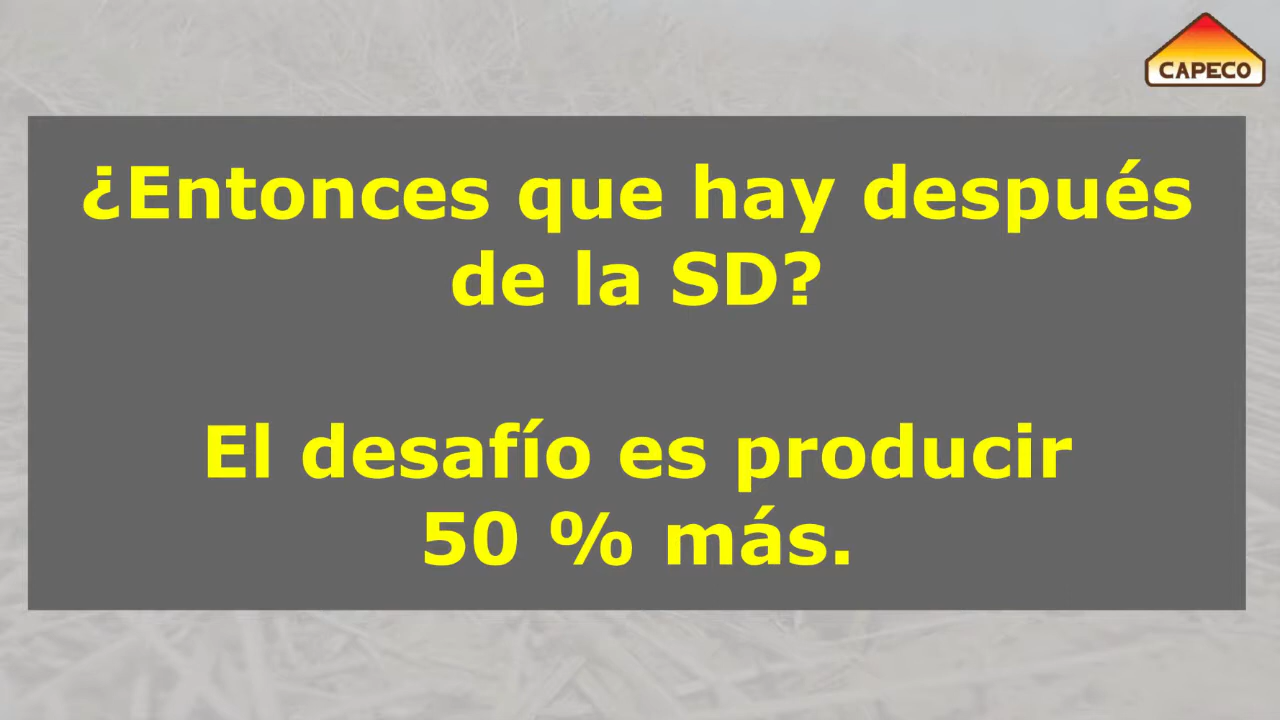 CAPECO
¿Entonces que hay después
de la SD?
El desafío es producir
50 % más.